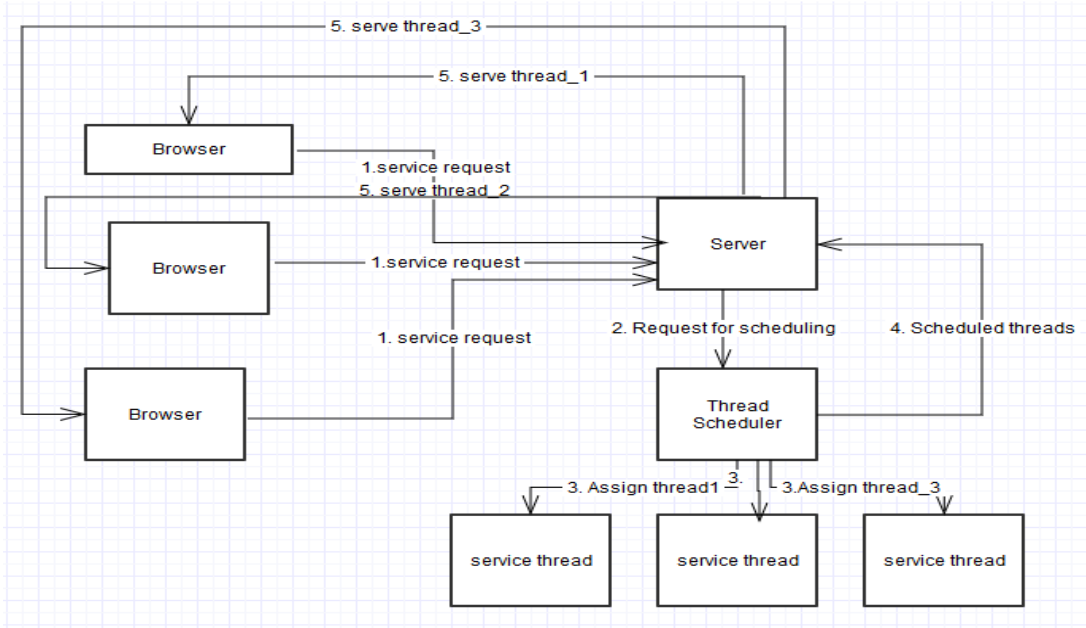 5. serve thread_3
5. serve thread_1
Browser
1.service request
5. serve thread_2
Server
Browser
1.service request
2. Request for scheduling
4. Scheduled threads
1. service request
Browser
Thread
Scheduler
3. Assign thread1
3.
3.Assign thread_3
service thread
service thread
service thread